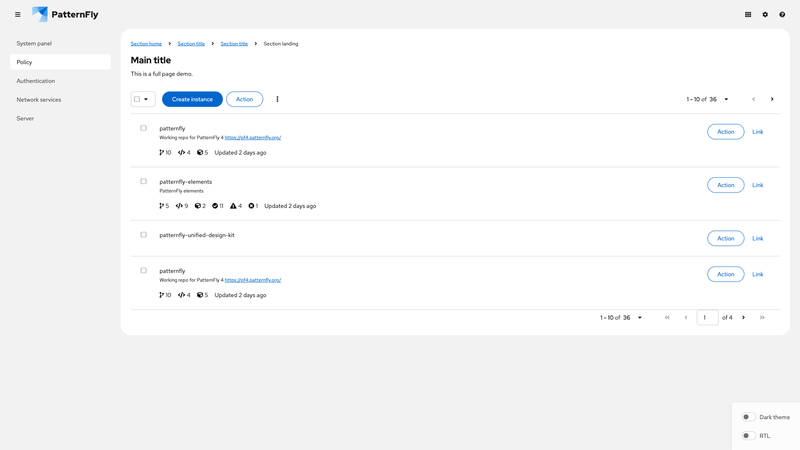 PatternFly
System panel
Policy
Authentication
Network services
Server
Section home Section title Section title Section landing
Main title
This is a full page demo.
Create instance Action 1 - 10 of 36
patternfly
Working repo for PatternFly 4 https://pf4.patternfly.org/
10 4 5 Updated 2 days ago
Action Link
patternfly-elements
PatternFly elements
5 9 2 11 4 1 Updated 2 days ago
Action Link
patternfly-unified-design-kit
Action Link
patternfly
Working repo for PatternFly 4 https://pf4.patternfly.org/
10 4 5 Updated 2 days ago
Action Link
1 - 10 of 36 1 of 4
Dark theme
RTL